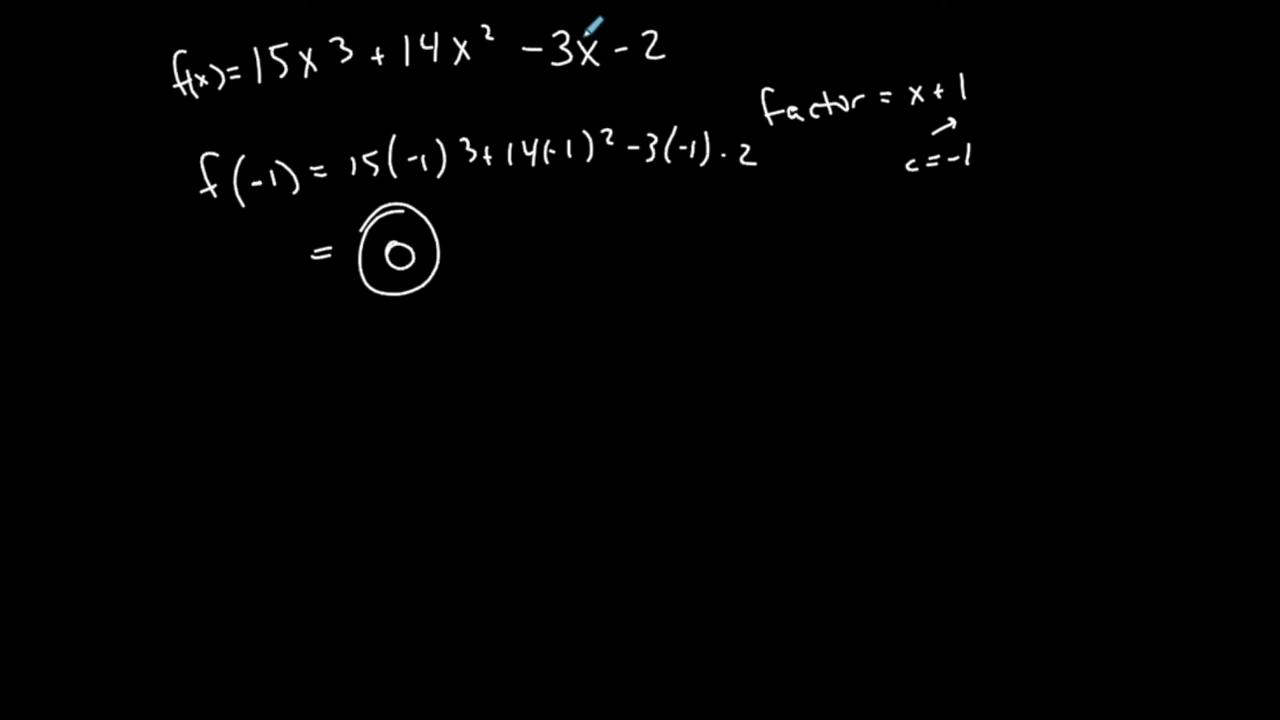 f(x) = 15x³ + 14x² - 3x - 2
factor = x + 1
c = -1
f(-1) = 15(-1)³ + 14(-1)² - 3(-1) - 2
= 0